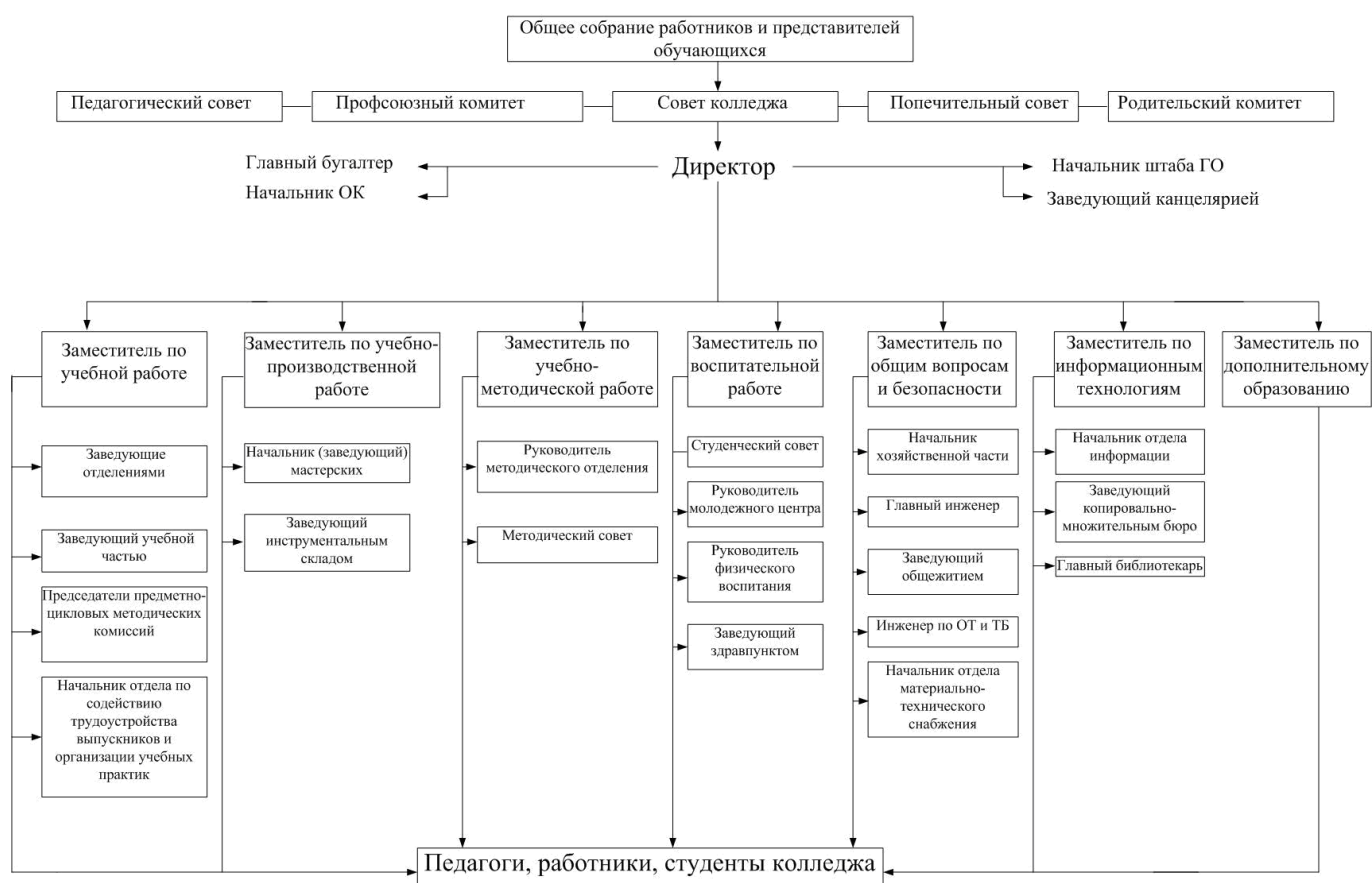 Общее собрание работников и представителей
обучающихся
Педагогический совет
Профсоюзный комитет
Совет колледжа
Попечительный совет
Родительский комитет
Главный бугалтер
Начальник ОК
Директор
Начальник штаба ГО
Заведующий канцелярией
Заместитель по
учебной работе
Заведующие
отделениями
Заведующий учебной
частью
Председатели предметно-
цикловых методических
комиссий
Начальник отдела по
содействию
трудоустройства
выпускников и
организации учебных
практик
Заместитель по учебно-
производственной
работе
Начальник (заведующий)
мастерских
Заведующий
инструментальным
складом
Заместитель по
учебно-
методической работе
Руководитель
методического отделения
Методический совет
Заместитель по
воспитательной
работе
Студенческий совет
Руководитель
молодежного центра
Руководитель
физического
воспитания
Заведующий
здравпунктом
Заместитель по
общим вопросам
и безопасности
Начальник
хозяйственной части
Главный инженер
Заведующий
общежитием
Инженер по ОТ и ТБ
Начальник отдела
материально-
технического
снабжения
Заместитель по
информационным
технологиям
Начальник отдела
информации
Заведующий
копировально-
множительным бюро
Главный библиотекарь
Заместитель по
дополнительному
образованию
Педагоги, работники, студенты колледжа